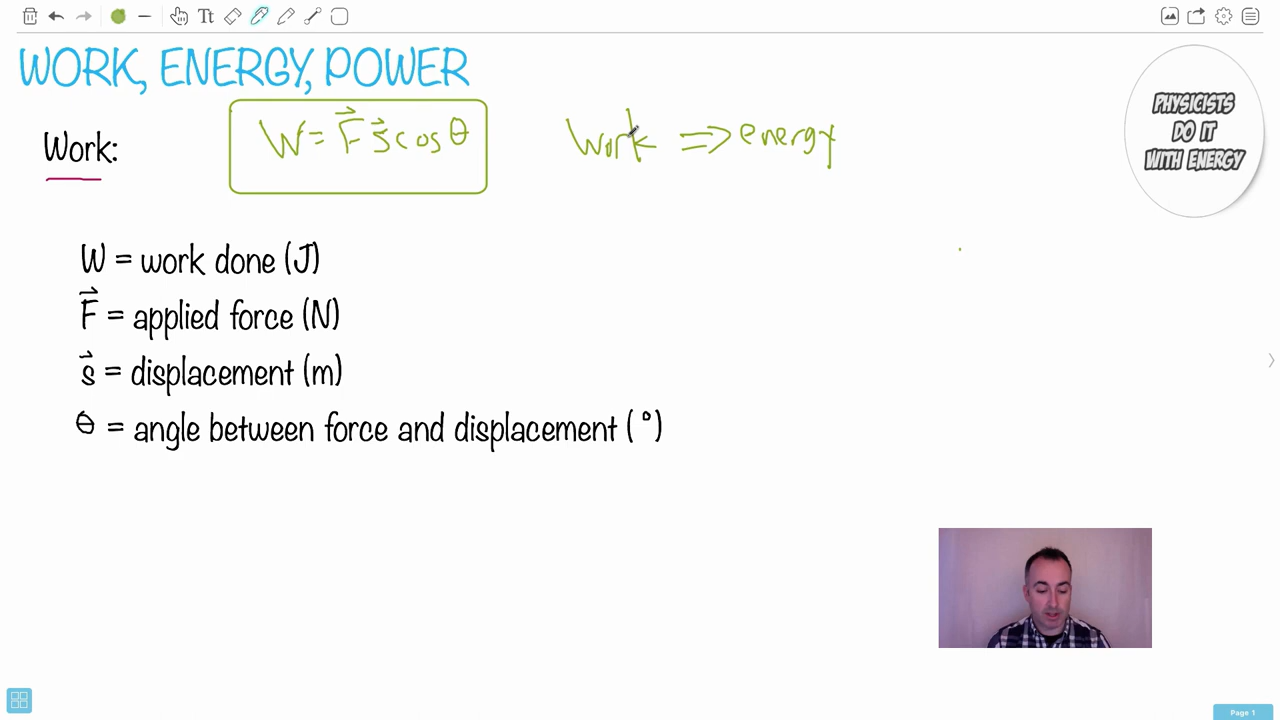 Tt
WORK, ENERGY, POWER
Work:
W = F⃗ s⃗ cos θ
Work ⇒ energy
PHYSICISTS
DO IT
WITH ENERGY
W = work done (J)
F⃗ = applied force (N)
s⃗ = displacement (m)
θ = angle between force and displacement (°)
Page 1